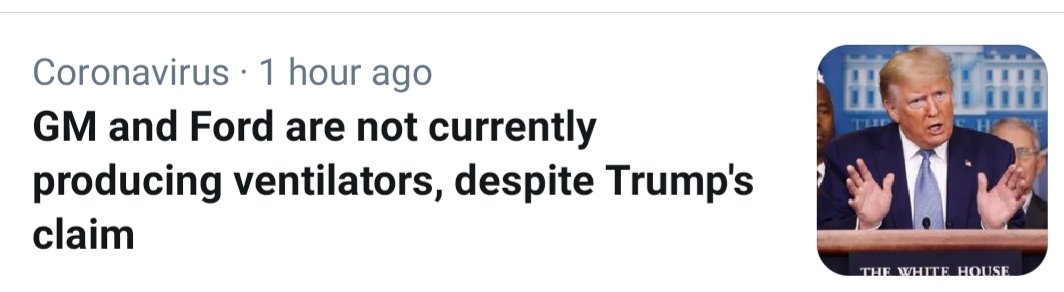 Coronavirus · 1 hour ago
GM and Ford are not currently
producing ventilators, despite Trump's
claim
THE WHITE HOUSE